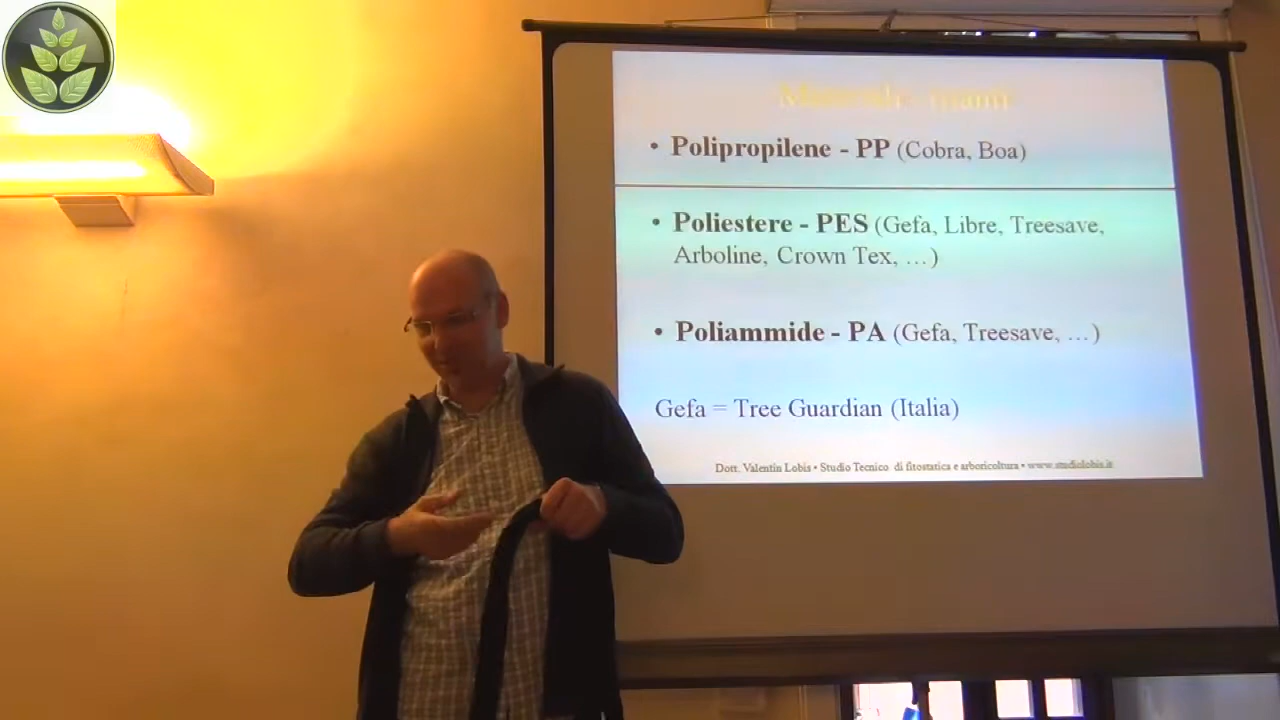 • Polipropilene - PP (Cobra, Boa)
• Poliestere - PES (Gefa, Libre, Treesave,
Arboline, Crown Tex, …)
• Poliammide - PA (Gefa, Treesave, …)
Gefa = Tree Guardian (Italia)
Dott. Valentin Lobis • Studio Tecnico di fitostatica e arboricoltura • www.studiolobis.it